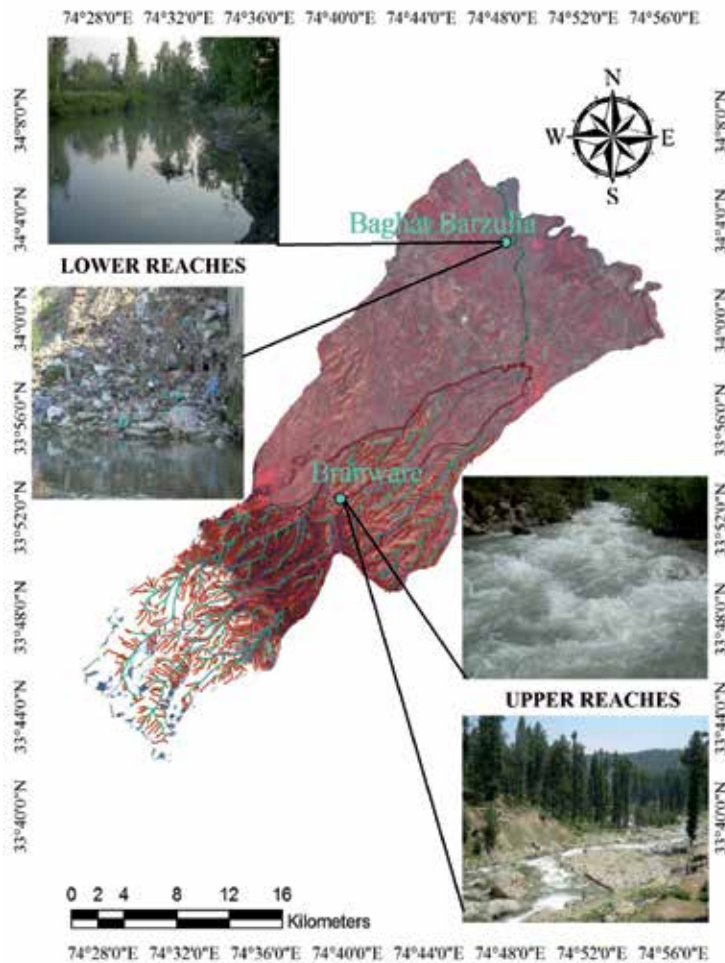 74°28'0"E 74°32'0"E 74°36'0"E 74°40'0"E 74°44'0"E 74°48'0"E 74°52'0"E 74°56'0"E
N
W E
S
34°8'0"N
34°8'0"N
34°4'0"N
34°4'0"N
Baghat Barzulla
LOWER REACHES
34°0'0"N
34°0'0"N
33°56'0"N
33°56'0"N
Branware
33°52'0"N
33°52'0"N
33°48'0"N
33°48'0"N
UPPER REACHES
33°44'0"N
33°44'0"N
33°40'0"N
33°40'0"N
0 2 4 8 12 16
Kilometers
74°28'0"E 74°32'0"E 74°36'0"E 74°40'0"E 74°44'0"E 74°48'0"E 74°52'0"E 74°56'0"E